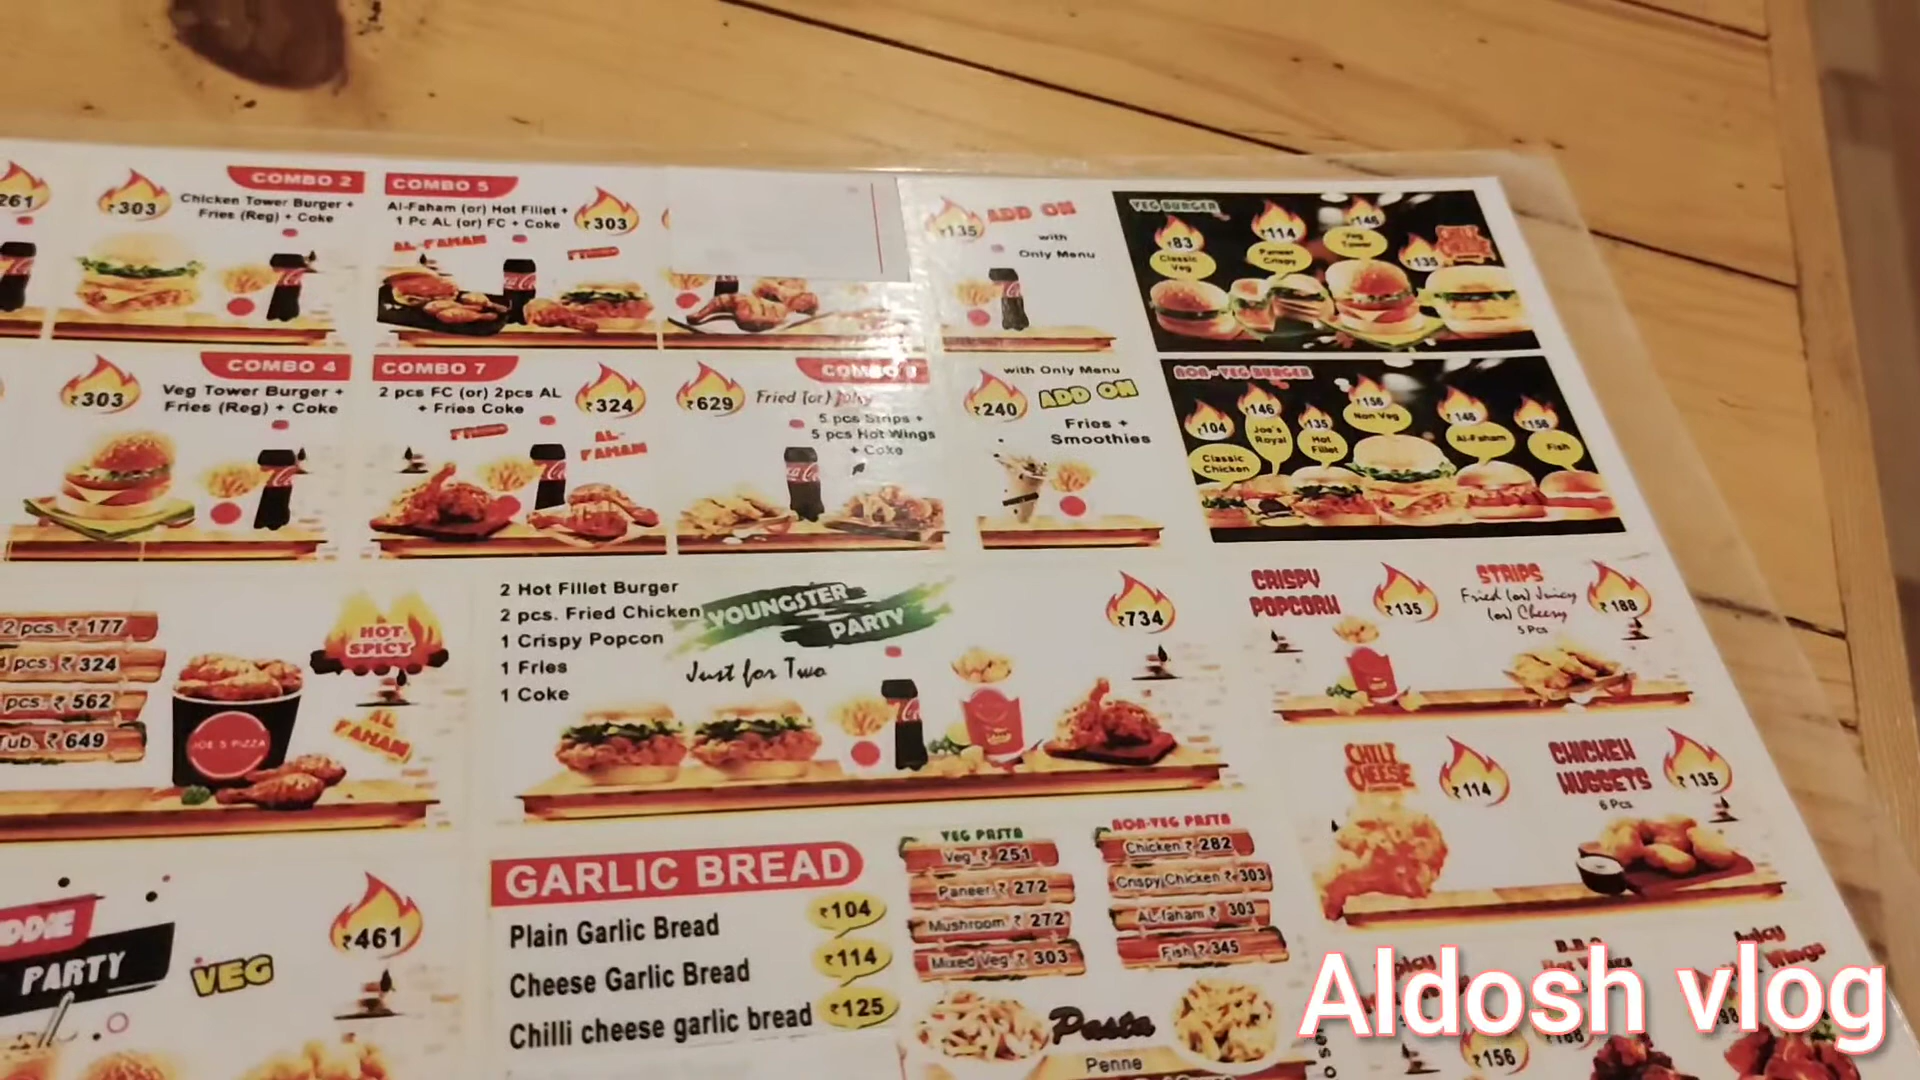 ₹261
₹303
COMBO 2
Chicken Tower Burger +
Fries (Reg) + Coke
COMBO 5
Al-Faham (or) Hot Fillet +
1 Pc AL (or) FC + Coke
₹303
AL-FAHAM
FRIED
₹135
ADD ON
with
Only Menu
VEG BURGER
₹83
Classic
Veg
₹114
Paneer
Crispy
₹146
Veg
Tower
₹135
CHILI
CHEESE
₹303
COMBO 4
Veg Tower Burger +
Fries (Reg) + Coke
COMBO 7
2 pcs FC (or) 2pcs AL
+ Fries Coke
₹324
FRIED
AL-
FAHAM
₹629
COMBO
Fried (or) Juicy
5 pcs Strips +
5 pcs Hot Wings
+ Coke
with Only Menu
₹240
ADD ON
Fries +
Smoothies
NON-VEG BURGER
₹104
Classic
Chicken
₹146
Joe's
Royal
₹135
Hot
Fillet
₹156
Non Veg
₹146
Al-Faham
₹156
Fish
2 pcs. ₹ 177
pcs. ₹ 324
pcs. ₹ 562
Tub. ₹ 649
HOT
SPICY
AL
FAHAM
JOE'S PIZZA
2 Hot Fillet Burger
2 pcs. Fried Chicken
1 Crispy Popcon
1 Fries
1 Coke
YOUNGSTER
PARTY
Just for Two
₹734
CRISPY
POPCORN
₹135
STRIPS
Fried (or) Juicy
(or) Cheesy
5 Pcs
₹188
CHILI
CHEESE
₹114
CHICKEN
NUGGETS
6 Pcs
₹135
PARTY
VEG
₹461
GARLIC BREAD
Plain Garlic Bread ₹104
Cheese Garlic Bread ₹114
Chilli cheese garlic bread ₹125
VEG PASTA
Veg ₹ 251
Paneer ₹ 272
Mushroom ₹ 272
Mixed Veg ₹ 303
NON-VEG PASTA
Chicken ₹ 282
Crispy Chicken ₹ 303
AL-faham ₹ 303
Fish ₹ 345
Pasta
Penne
B.B.Q
Juicy
Wings
₹156
Aldosh vlog